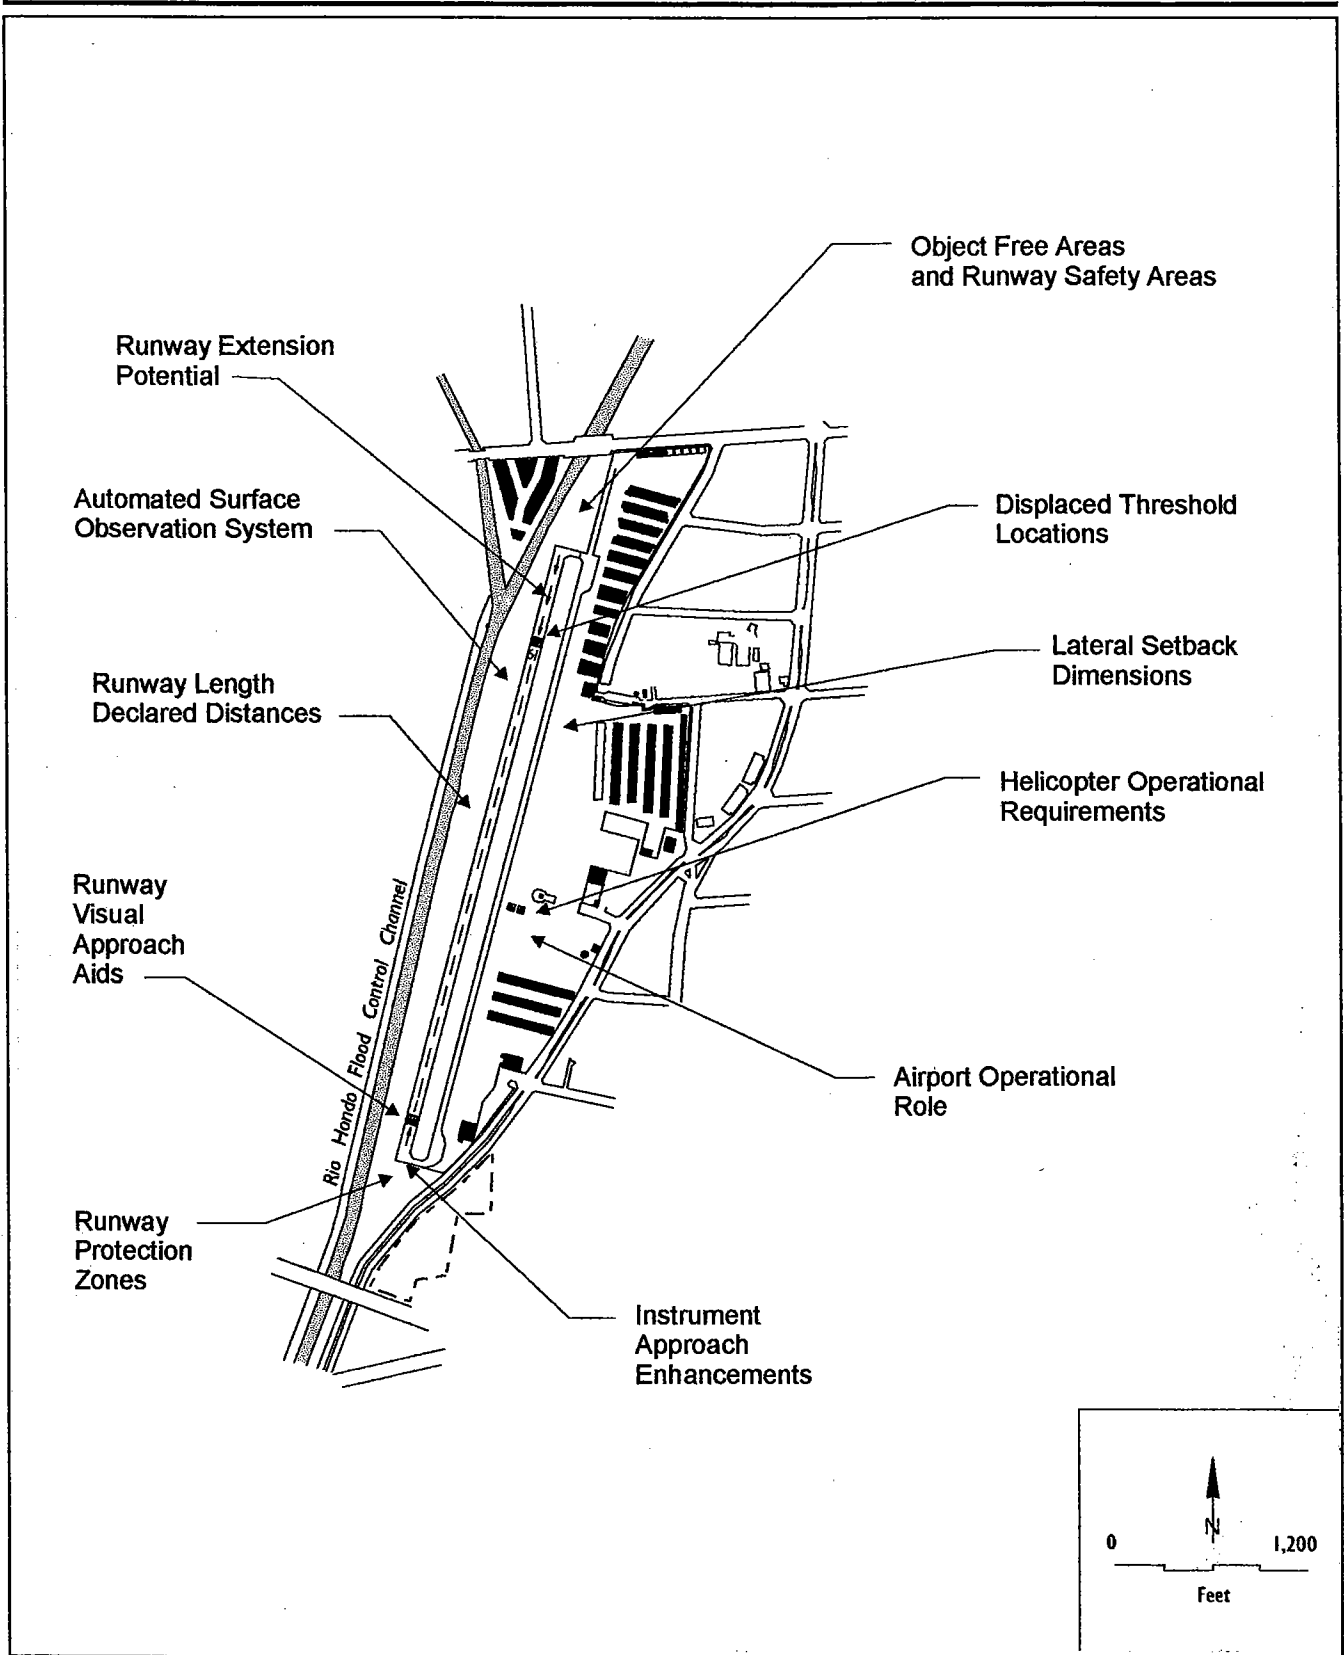 Object Free Areas
and Runway Safety Areas
Runway Extension
Potential
Automated Surface
Observation System
Displaced Threshold
Locations
Lateral Setback
Dimensions
Runway Length
Declared Distances
Helicopter Operational
Requirements
Runway
Visual
Approach
Aids
Rio Hondo Flood Control Channel
Airport Operational
Role
Runway
Protection
Zones
Instrument
Approach
Enhancements
N
0 1,200
Feet